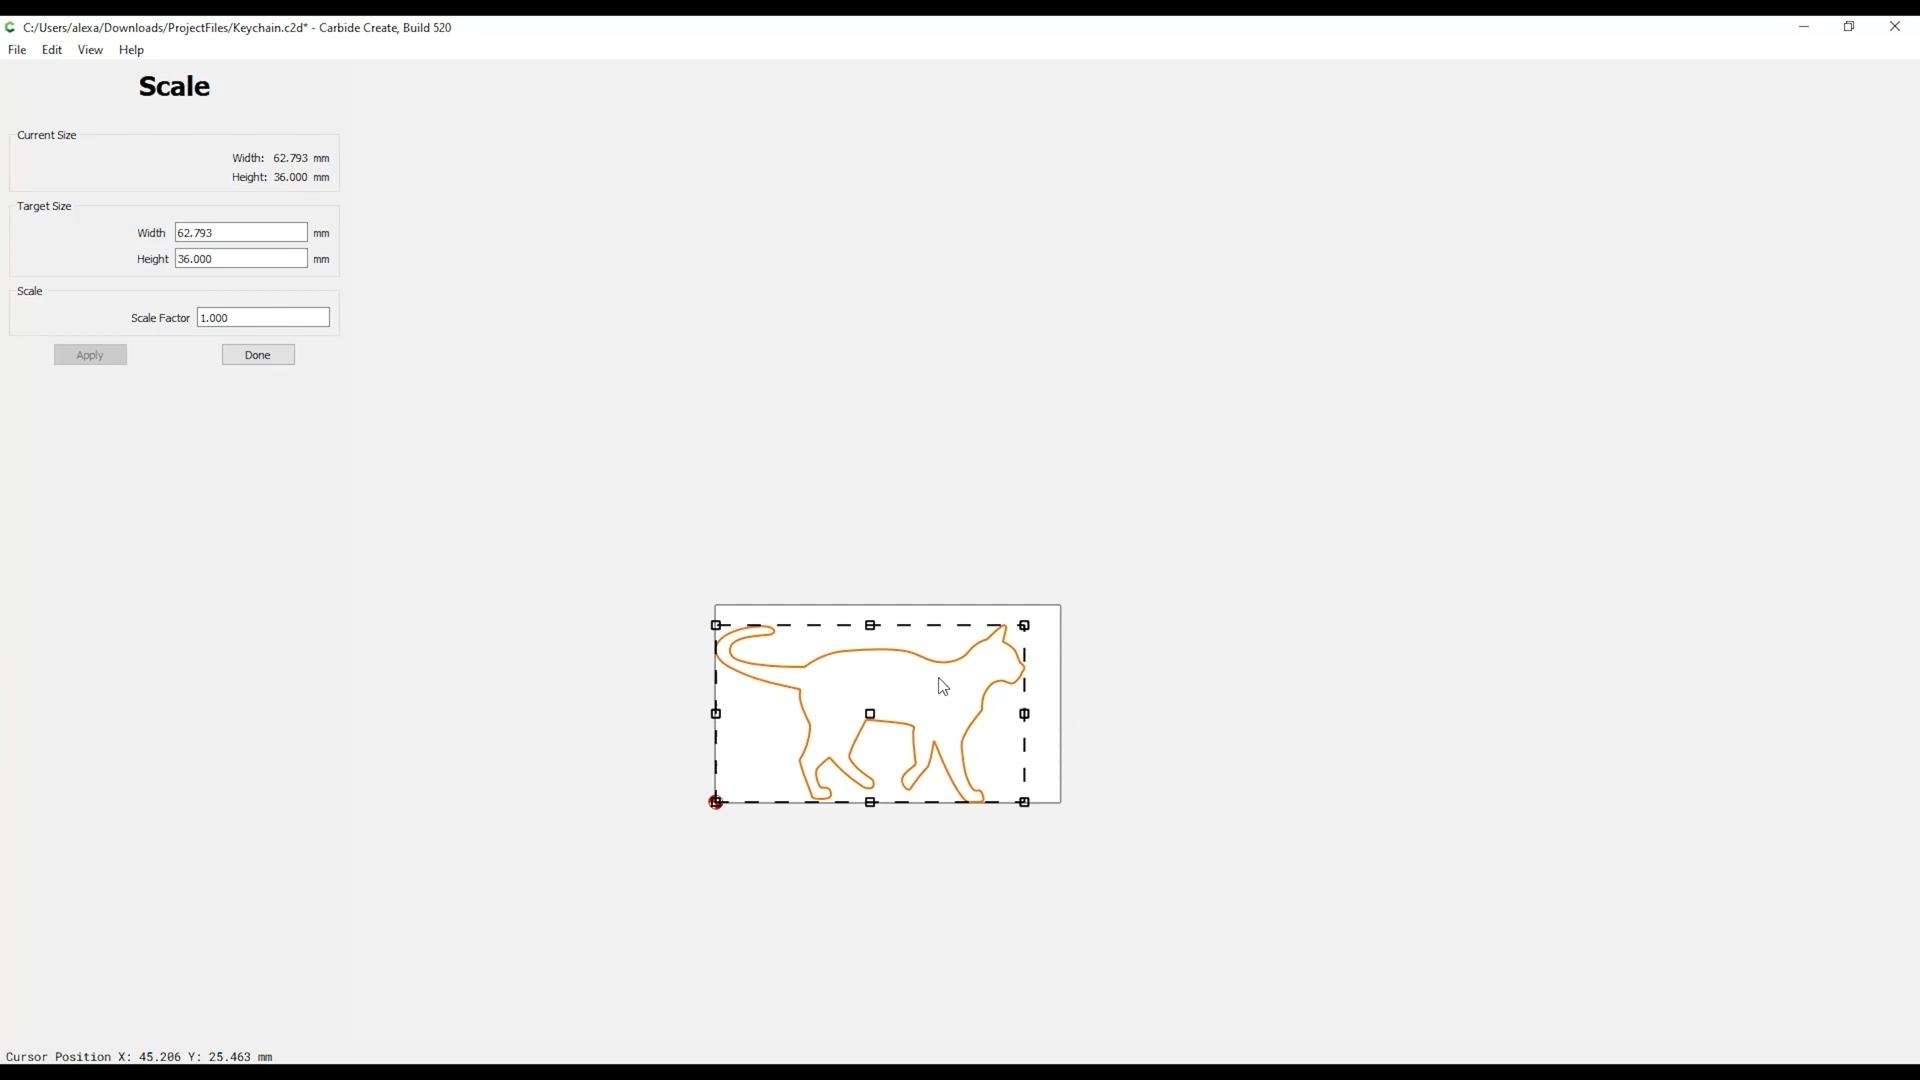 C:/Users/alexa/Downloads/ProjectFiles/Keychain.c2d* - Carbide Create, Build 520
File Edit View Help
Scale
Current Size
Width: 62.793 mm
Height: 36.000 mm
Target Size
Width 62.793 mm
Height 36.000 mm
Scale
Scale Factor 1.000
Apply Done
Cursor Position X: 45.206 Y: 25.463 mm